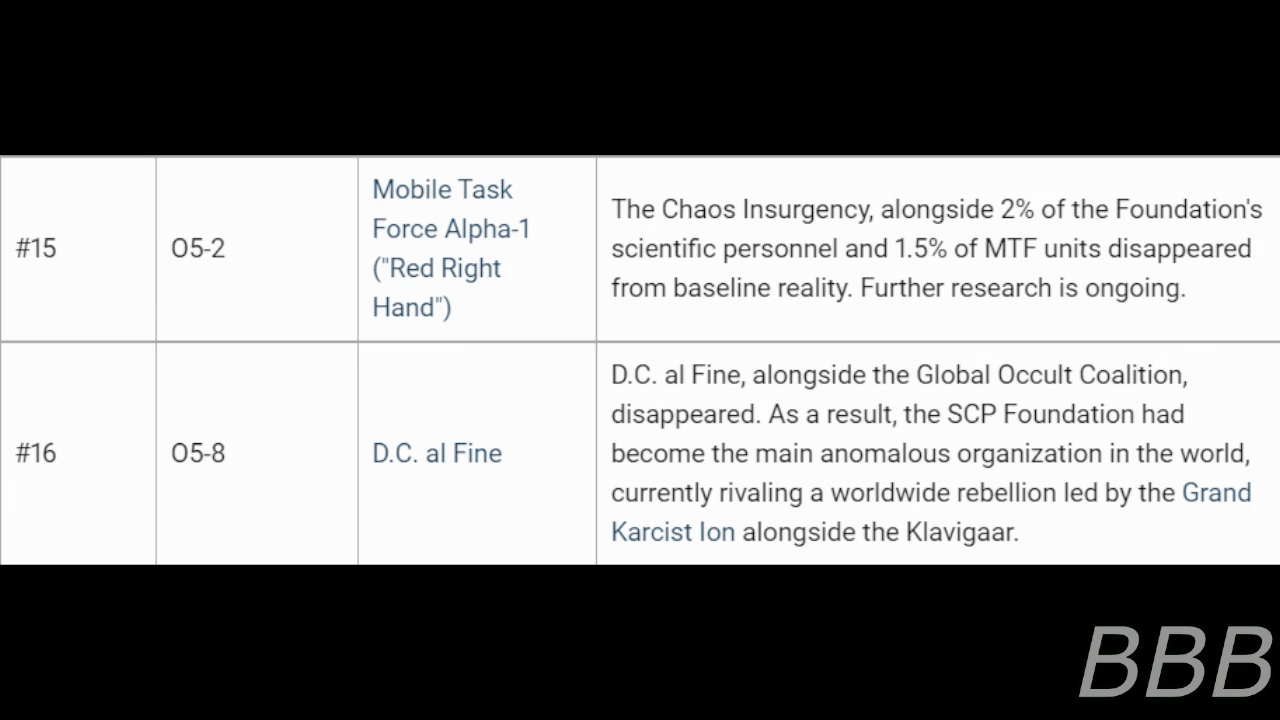 #15
O5-2
Mobile Task
Force Alpha-1
("Red Right
Hand")
The Chaos Insurgency, alongside 2% of the Foundation's
scientific personnel and 1.5% of MTF units disappeared
from baseline reality. Further research is ongoing.
#16
O5-8
D.C. al Fine
D.C. al Fine, alongside the Global Occult Coalition,
disappeared. As a result, the SCP Foundation had
become the main anomalous organization in the world,
currently rivaling a worldwide rebellion led by the Grand
Karcist Ion alongside the Klavigaar.
BBB